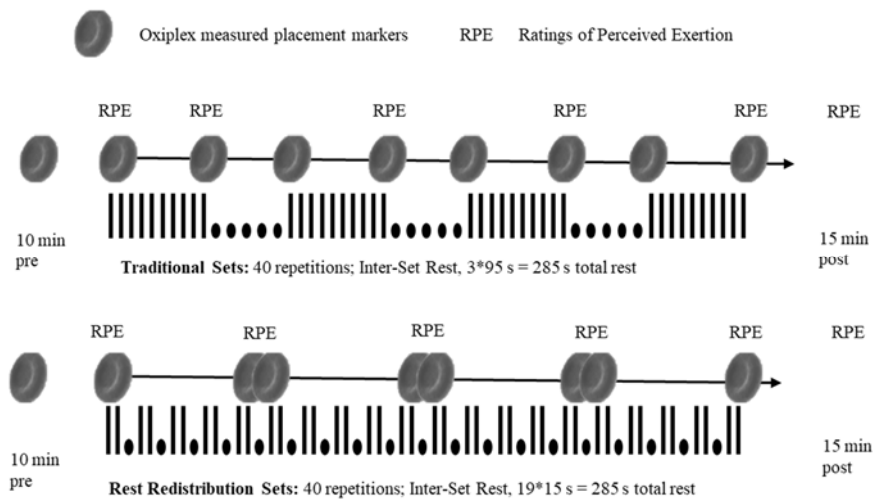 Oxiplex measured placement markers RPE Ratings of Perceived Exertion
RPE RPE RPE RPE RPE RPE
10 min
pre
15 min
post
Traditional Sets: 40 repetitions; Inter-Set Rest, 3*95 s = 285 s total rest
RPE RPE RPE RPE RPE RPE
10 min
pre
15 min
post
Rest Redistribution Sets: 40 repetitions; Inter-Set Rest, 19*15 s = 285 s total rest